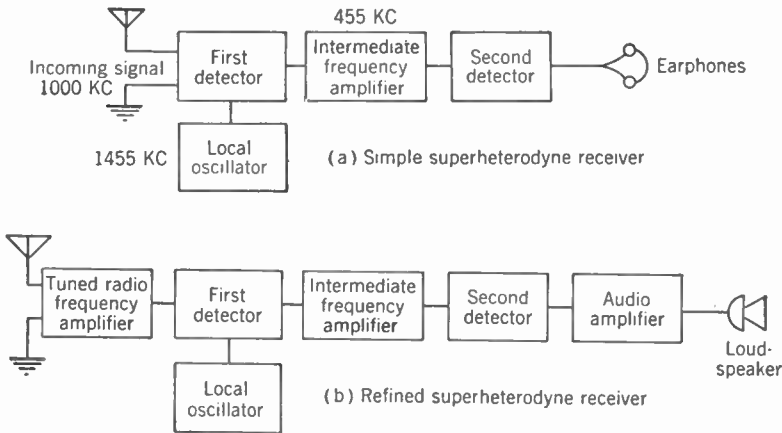 455 KC
Incoming signal
1000 KC
First
detector
Intermediate
frequency
amplifier
Second
detector
Earphones
1455 KC
Local
oscillator
(a) Simple superheterodyne receiver
Tuned radio
frequency
amplifier
First
detector
Intermediate
frequency
amplifier
Second
detector
Audio
amplifier
Loud-
speaker
Local
oscillator
(b) Refined superheterodyne receiver